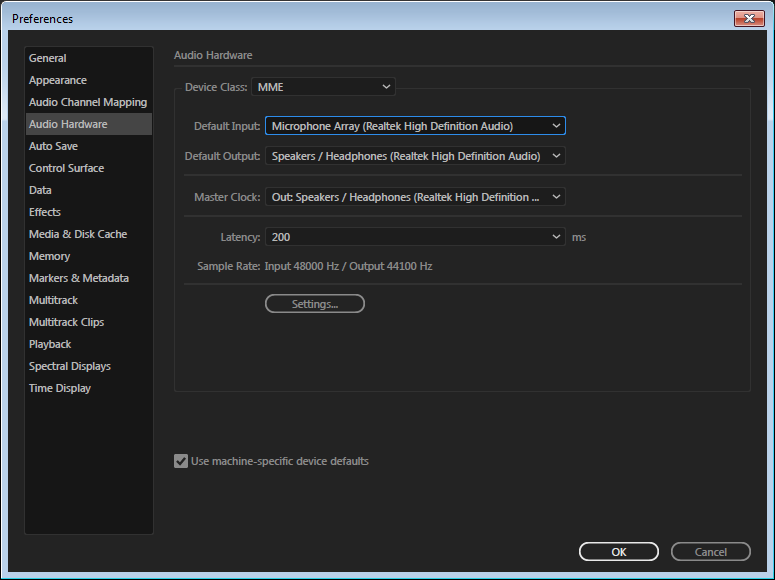 Preferences
General
Appearance
Audio Channel Mapping
Audio Hardware
Auto Save
Control Surface
Data
Effects
Media & Disk Cache
Memory
Markers & Metadata
Multitrack
Multitrack Clips
Playback
Spectral Displays
Time Display
Audio Hardware
Device Class: MME
Default Input: Microphone Array (Realtek High Definition Audio)
Default Output: Speakers / Headphones (Realtek High Definition Audio)
Master Clock: Out: Speakers / Headphones (Realtek High Definition ...
Latency: 200 ms
Sample Rate: Input 48000 Hz / Output 44100 Hz
Settings...
Use machine-specific device defaults
OK Cancel